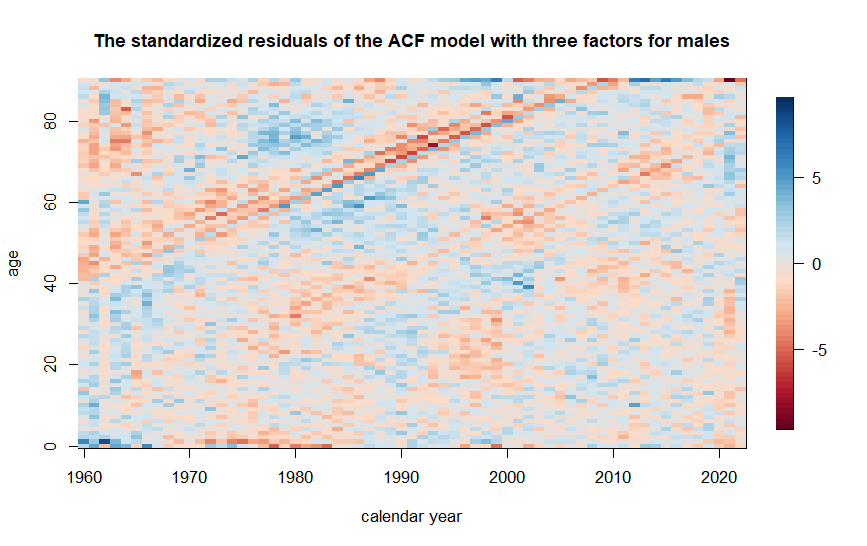 The standardized residuals of the ACF model with three factors for males
80
60
40
20
0
age
1960 1970 1980 1990 2000 2010 2020
calendar year
5
0
-5